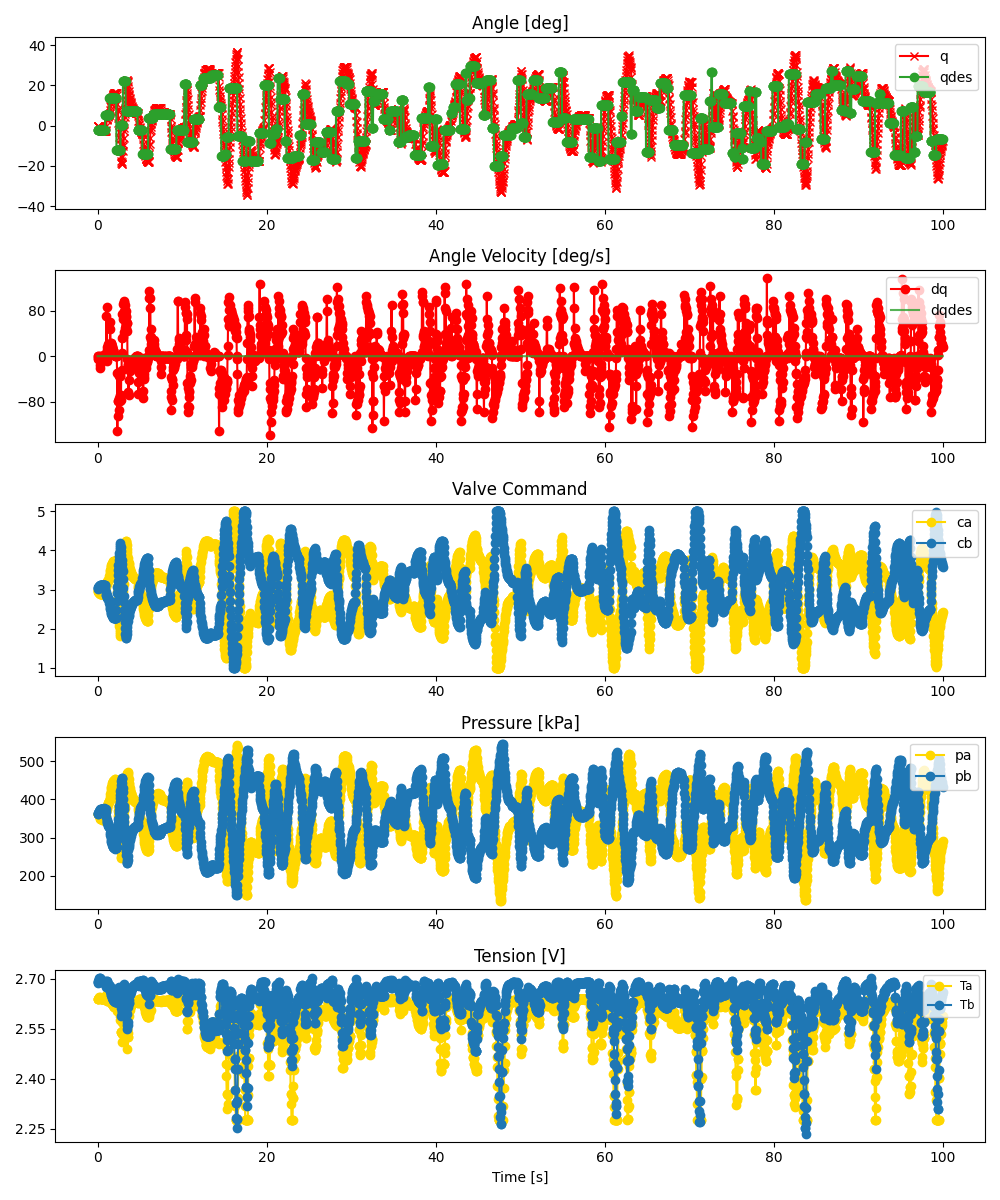 Angle [deg]
40
20
0
−20
−40
q
qdes
0 20 40 60 80 100
Angle Velocity [deg/s]
80
0
−80
dq
dqdes
0 20 40 60 80 100
Valve Command
5
4
3
2
1
ca
cb
0 20 40 60 80 100
Pressure [kPa]
500
400
300
200
pa
pb
0 20 40 60 80 100
Tension [V]
2.70
2.55
2.40
2.25
Ta
Tb
0 20 40 60 80 100
Time [s]